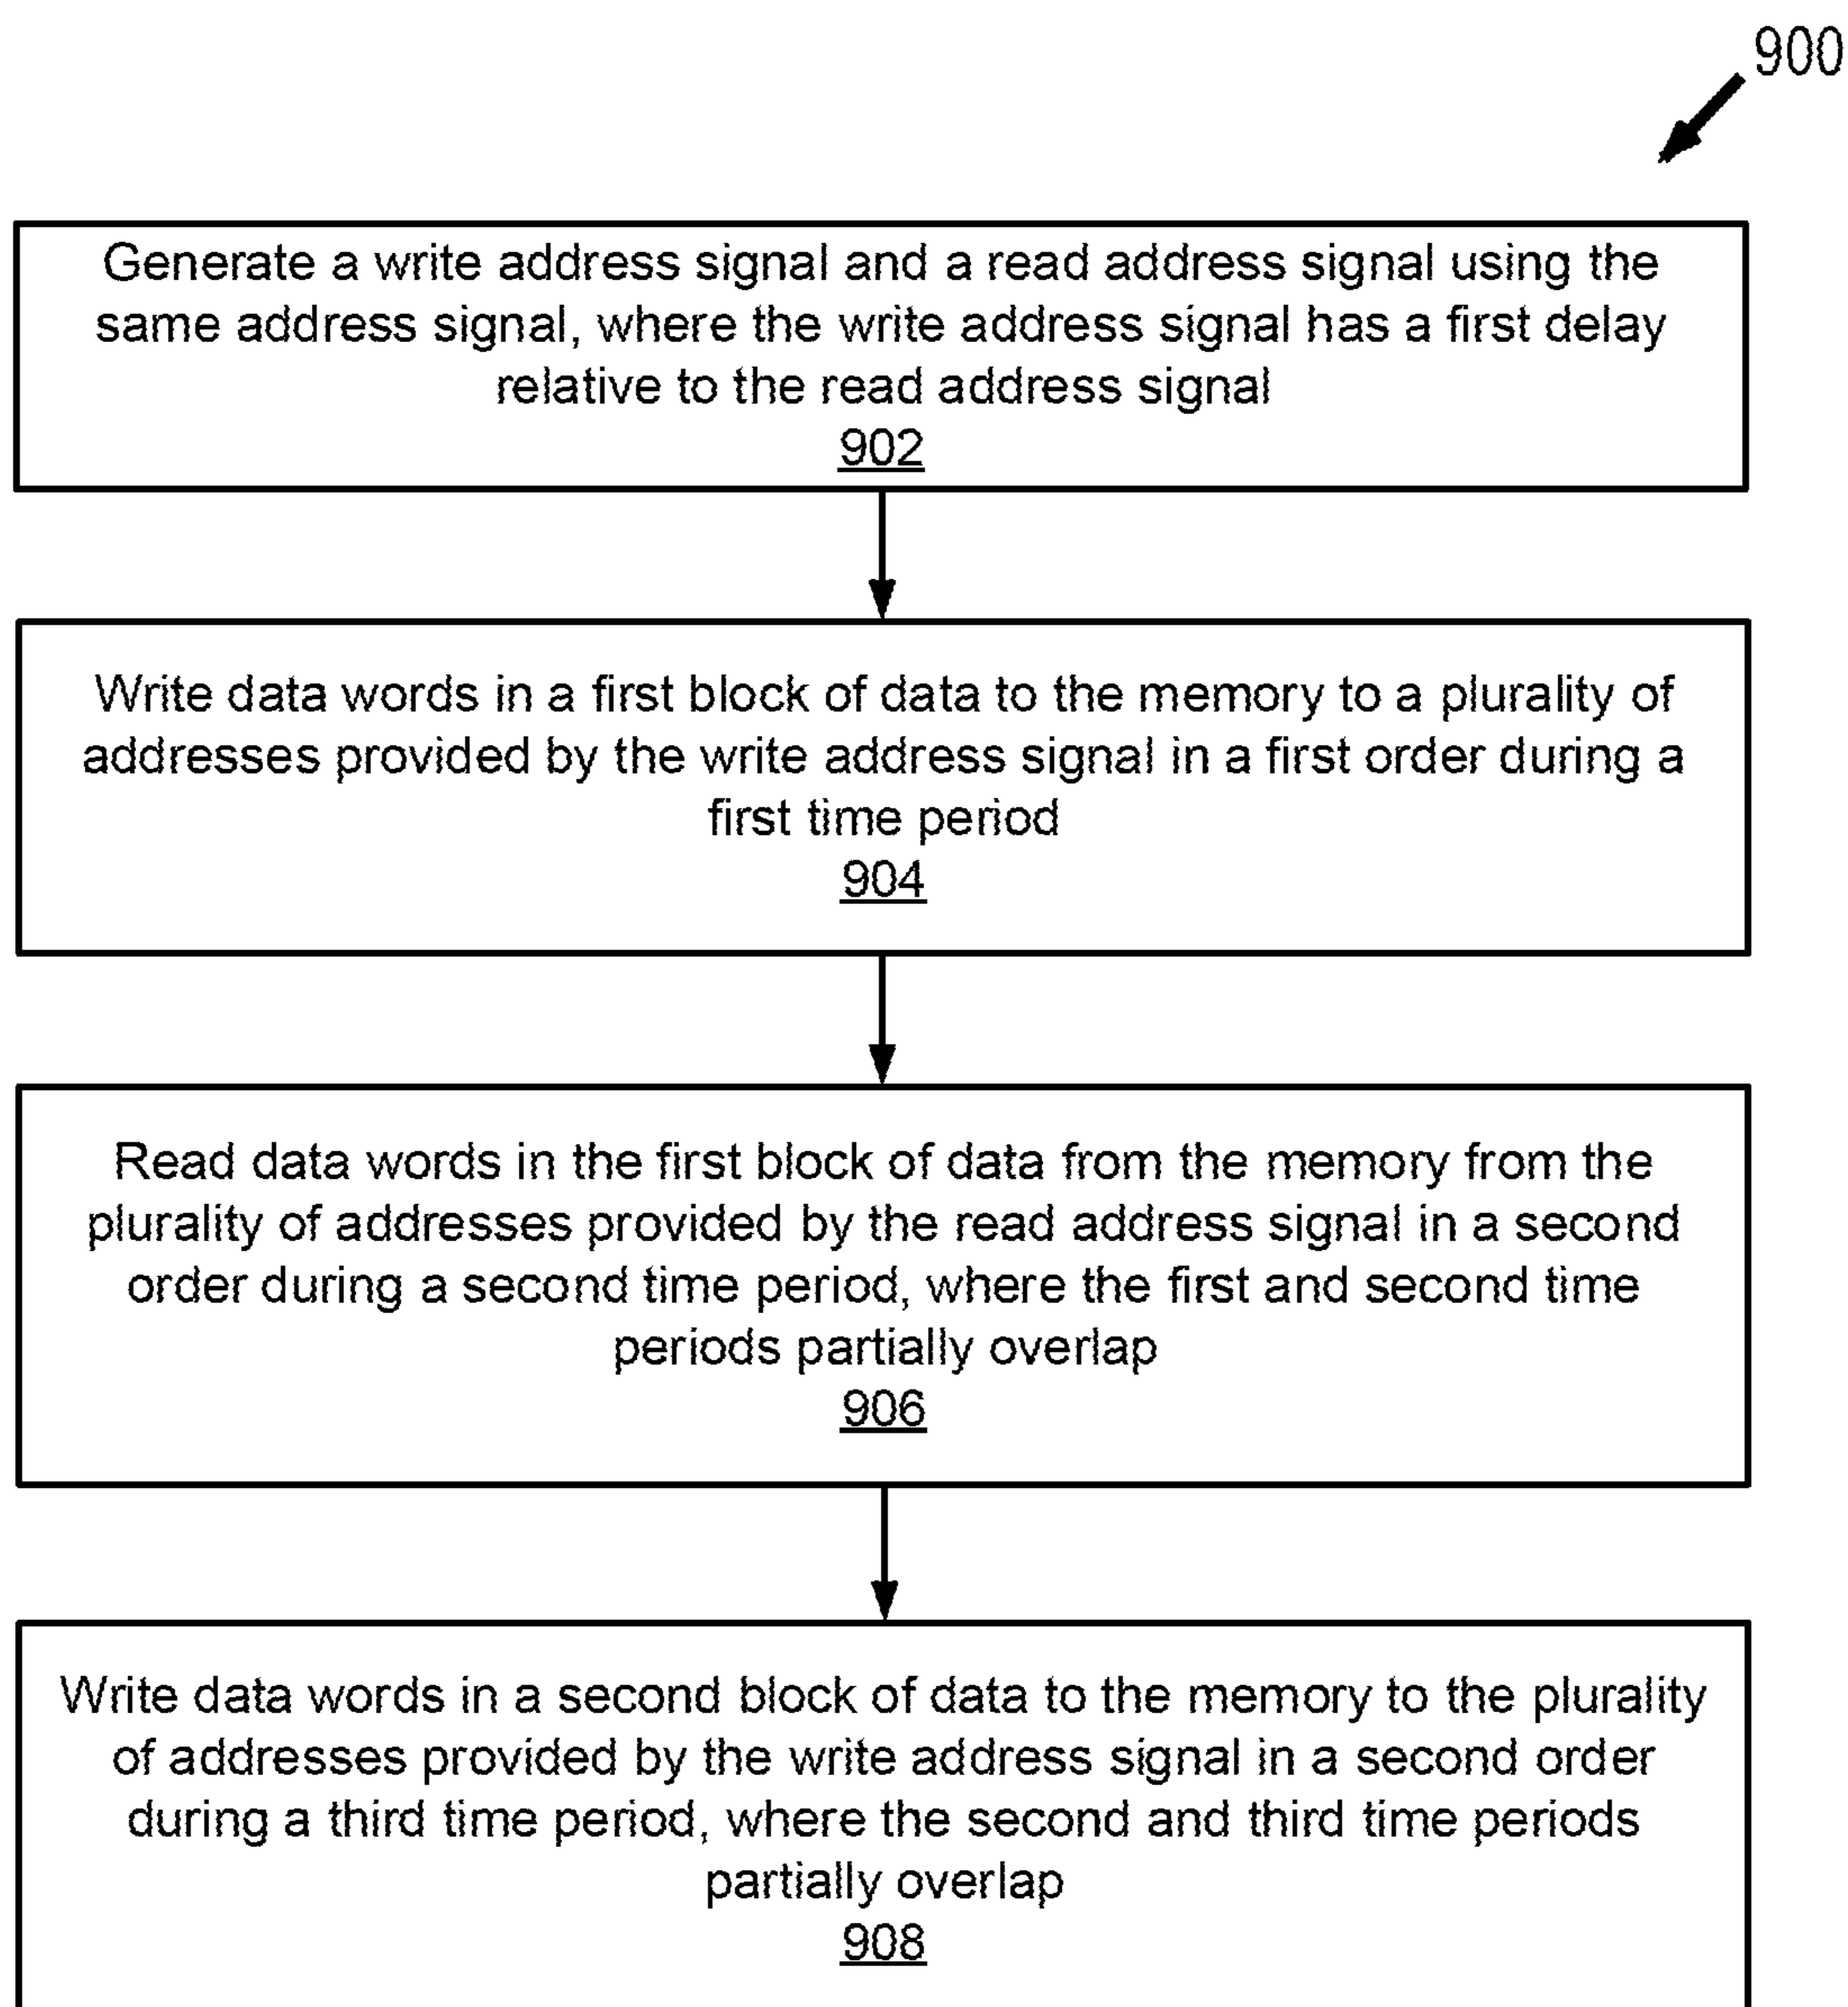 900
Generate a write address signal and a read address signal using the
same address signal, where the write address signal has a first delay
relative to the read address signal
902
Write data words in a first block of data to the memory to a plurality of
addresses provided by the write address signal in a first order during a
first time period
904
Read data words in the first block of data from the memory from the
plurality of addresses provided by the read address signal in a second
order during a second time period, where the first and second time
periods partially overlap
906
Write data words in a second block of data to the memory to the plurality
of addresses provided by the write address signal in a second order
during a third time period, where the second and third time periods
partially overlap
908